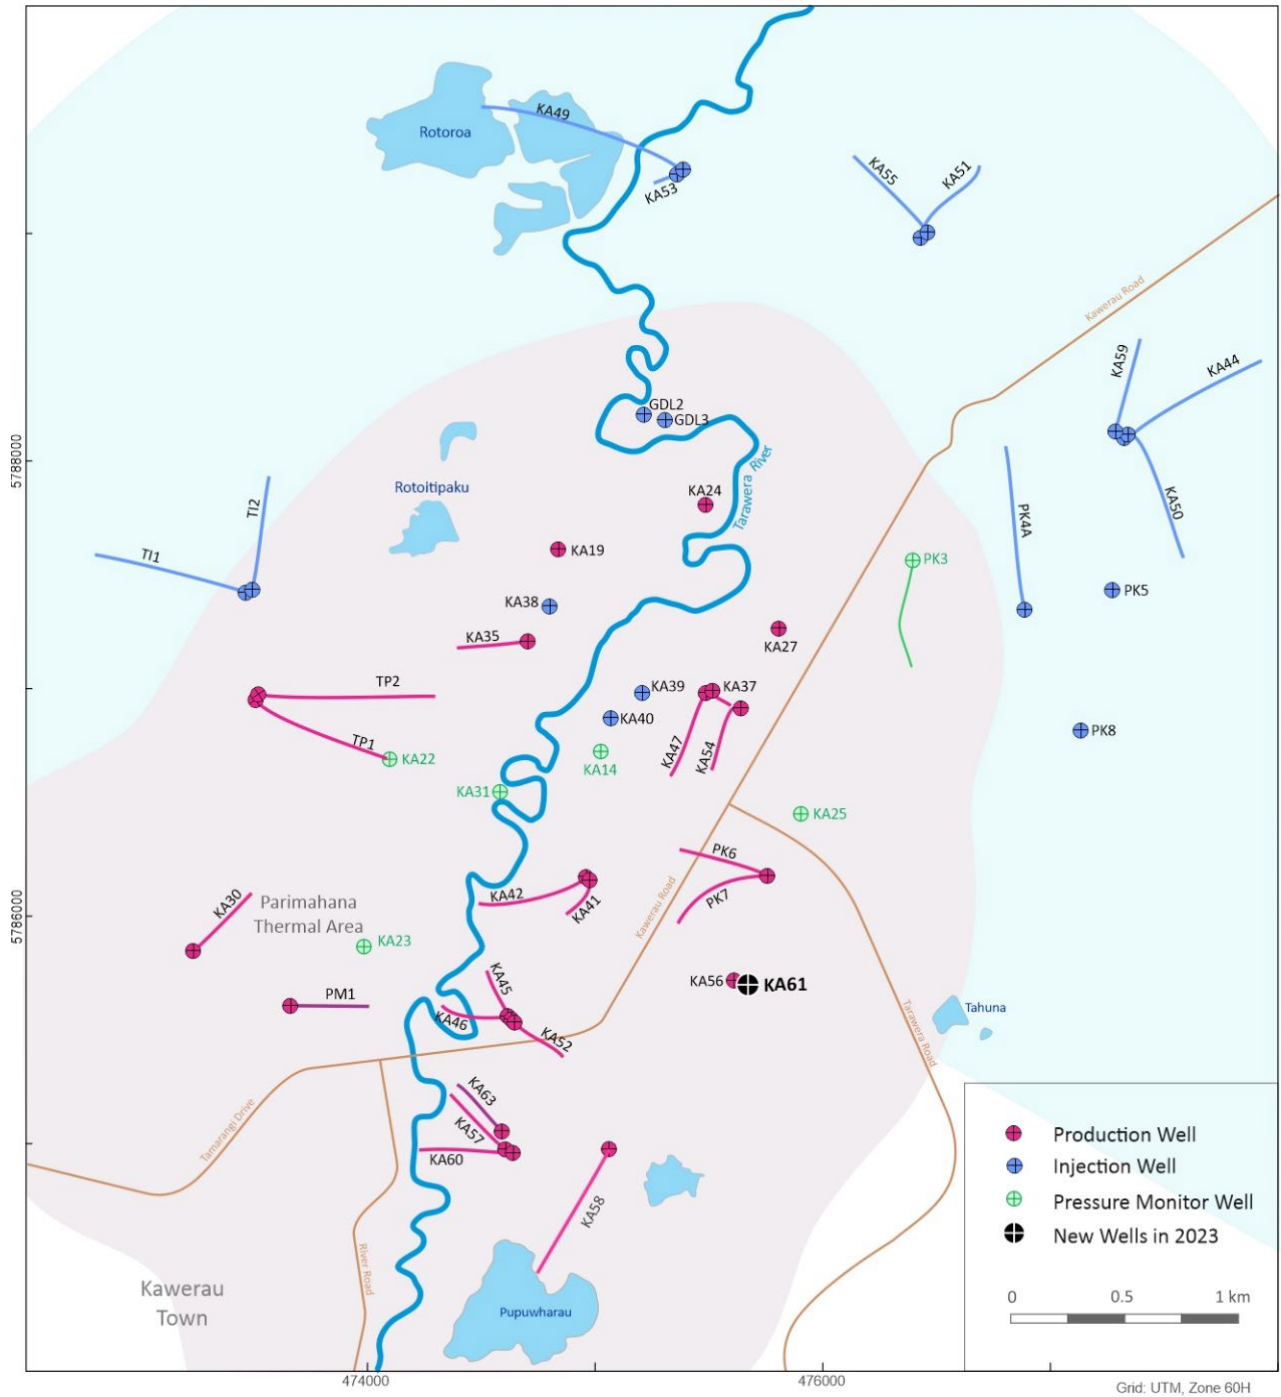 KA49
Rotoroa
KA53
KA55
KA51
Kawerau Road
KA59
KA44
GDL2
GDL3
5788000
Rotoitipaku
KA24
Tarawera River
TI2
PK4A
KA50
TI1
KA19
PK3
KA38
PK5
KA35
KA27
TP2
KA39
KA37
KA40
PK8
TP1
KA22
KA14
KA47
KA54
KA31
KA25
PK6
KA42
KA41
PK7
5786000
KA30
Parimahana
Thermal Area
Kawerau Road
KA23
KA45
KA56
KA61
PM1
KA46
KA52
Tarawera Road
Tahuna
KA63
KA57
KA60
Tamarangi Drive
KA58
River Road
Kawerau
Town
Pupuwharau
Production Well
Injection Well
Pressure Monitor Well
New Wells in 2023
0 0.5 1 km
474000
476000
Grid: UTM, Zone 60H